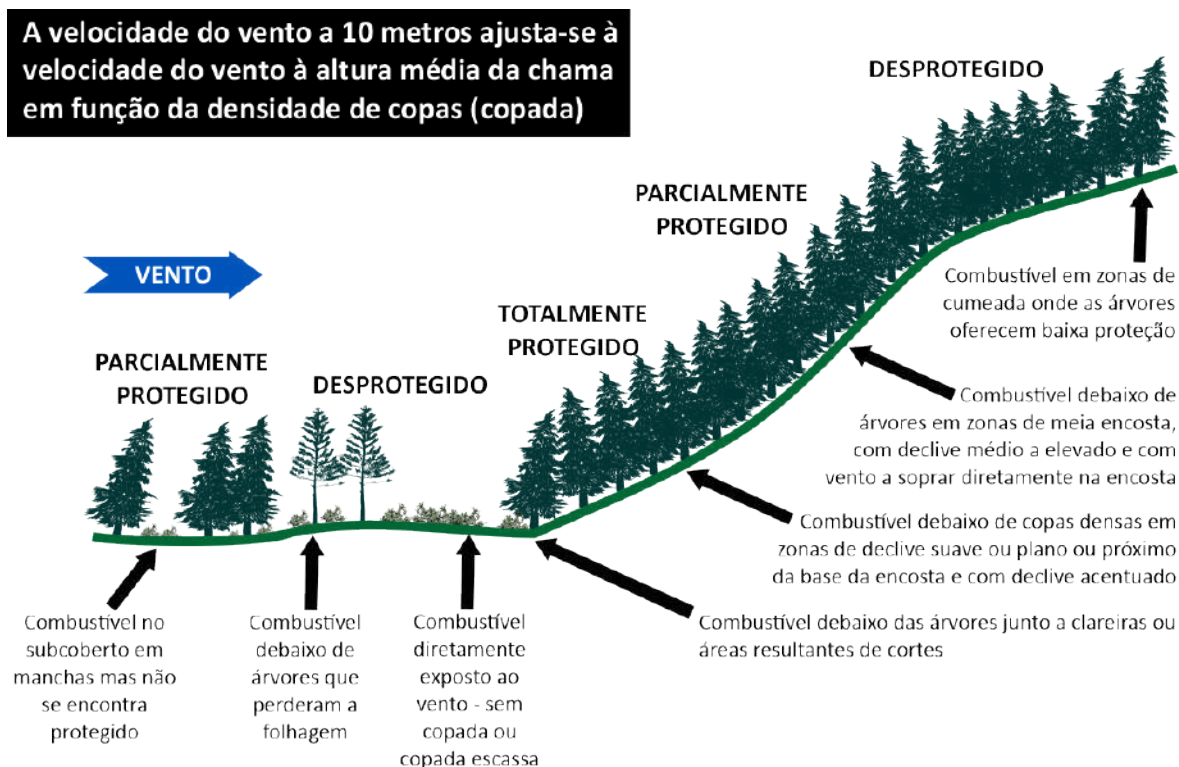 A velocidade do vento a 10 metros ajusta-se à
velocidade do vento à altura média da chama
em função da densidade de copas (copada)
DESPROTEGIDO
PARCIALMENTE
PROTEGIDO
VENTO
TOTALMENTE
PROTEGIDO
PARCIALMENTE
PROTEGIDO
DESPROTEGIDO
Combustível em zonas de
cumeada onde as árvores
oferecem baixa proteção
Combustível debaixo de
árvores em zonas de meia encosta,
com declive médio a elevado e com
vento a soprar diretamente na encosta
Combustível debaixo de copas densas em
zonas de declive suave ou plano ou próximo
da base da encosta e com declive acentuado
Combustível debaixo das árvores junto a clareiras ou
áreas resultantes de cortes
Combustível no
subcoberto em
manchas mas não
se encontra
protegido
Combustível
debaixo de
árvores que
perderam a
folhagem
Combustível
diretamente
exposto ao
vento - sem
copada ou
copada escassa